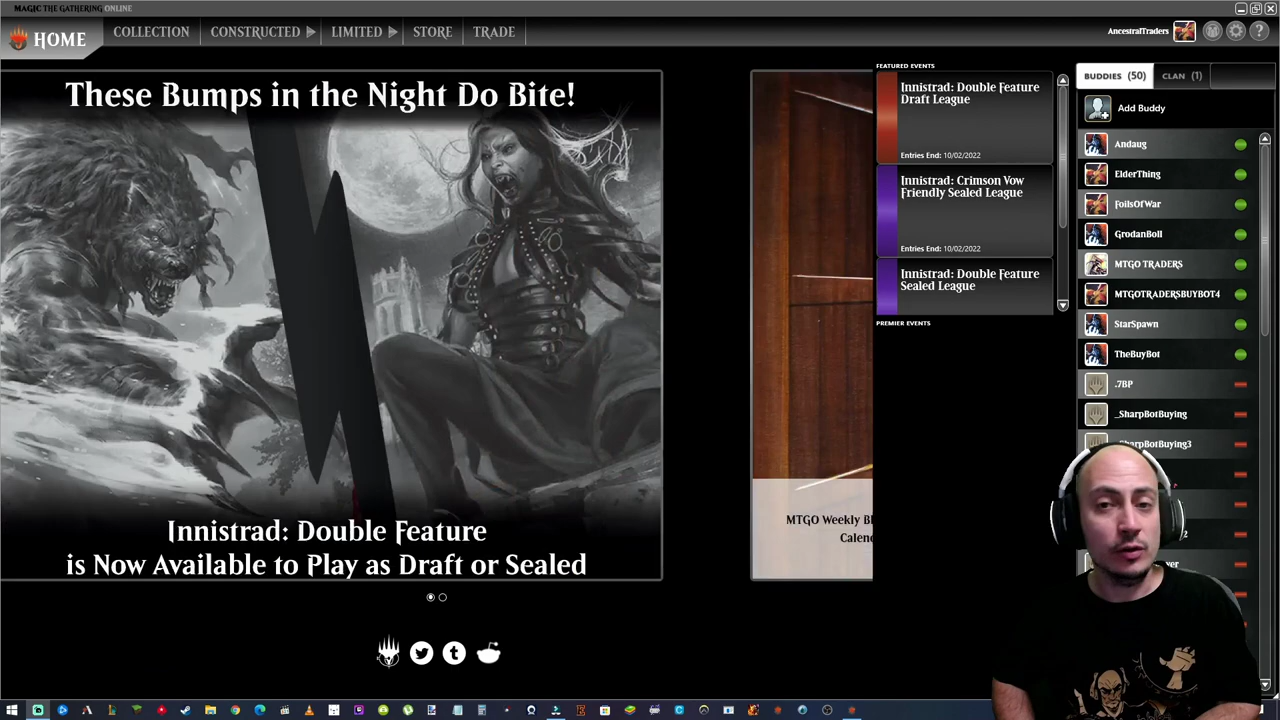 MAGIC THE GATHERING ONLINE
HOME
COLLECTION
CONSTRUCTED
LIMITED
STORE
TRADE
AncestralTraders
?
These Bumps in the Night Do Bite!
Innistrad: Double Feature
is Now Available to Play as Draft or Sealed
MTGO Weekly
FEATURED EVENTS
Innistrad: Double Feature
Draft League
Entries End: 10/02/2022
Innistrad: Crimson Vow
Friendly Sealed League
Entries End: 10/02/2022
Innistrad: Double Feature
Sealed League
PREMIER EVENTS
BUDDIES (50)
CLAN (1)
Add Buddy
Andaug
ElderThing
FoilsOfWar
GrodanBoll
MTGO TRADERS
MTGOTRADERSBUYBOT4
StarSpawn
TheBuyBot
.7BP
_SharpBotBuying
_SharpBotBuying3